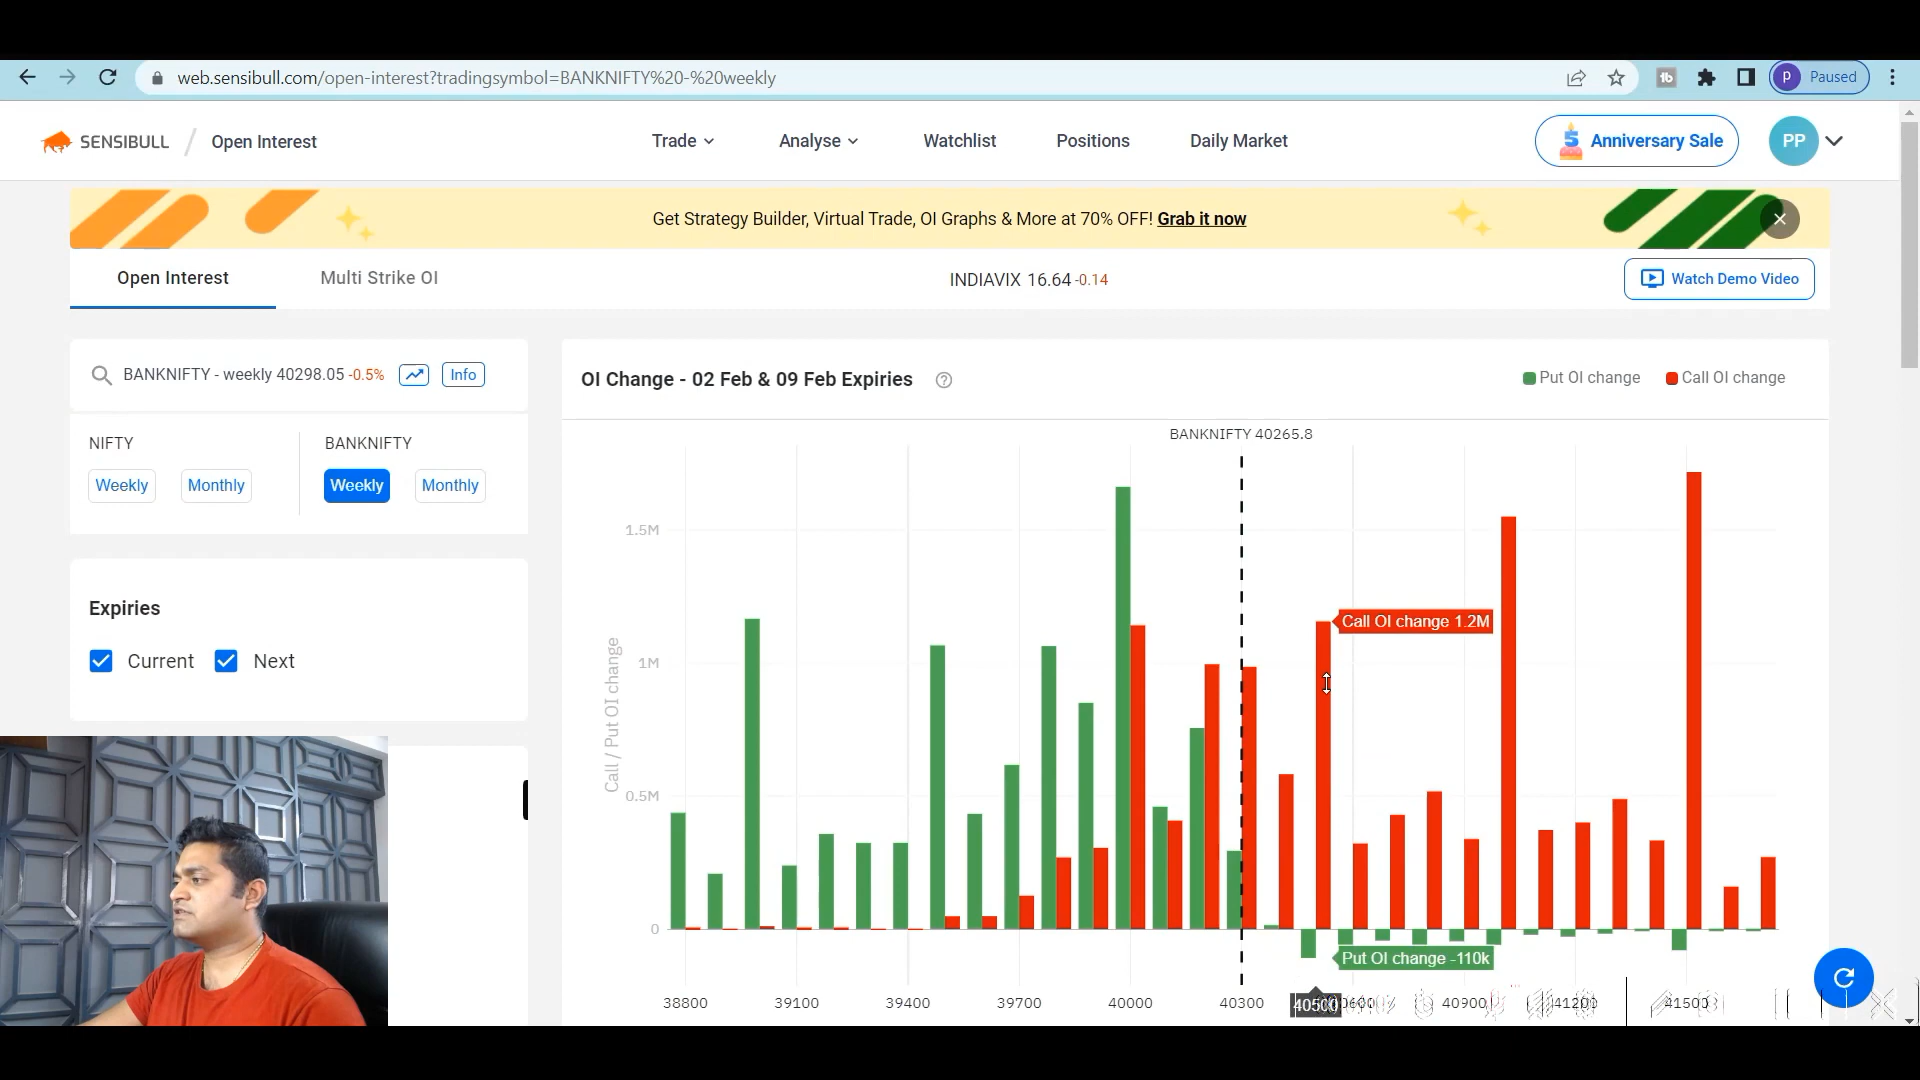 web.sensibull.com/open-interest?tradingsymbol=BANKNIFTY%20-%20weekly
Paused
SENSIBULL / Open Interest
Trade
Analyse
Watchlist
Positions
Daily Market
5 Anniversary Sale
PP
Get Strategy Builder, Virtual Trade, OI Graphs & More at 70% OFF! Grab it now
Open Interest
Multi Strike OI
INDIAVIX 16.64 -0.14
Watch Demo Video
BANKNIFTY - weekly 40298.05 -0.5%
Info
NIFTY
BANKNIFTY
Weekly
Monthly
Weekly
Monthly
Expiries
Current
Next
OI Change - 02 Feb & 09 Feb Expiries
Put OI change
Call OI change
BANKNIFTY 40265.8
Call / Put OI change
1.5M
1M
0.5M
0
Call OI change 1.2M
Put OI change -110k
38800
39100
39400
39700
40000
40300
40500
40900
41200
41500